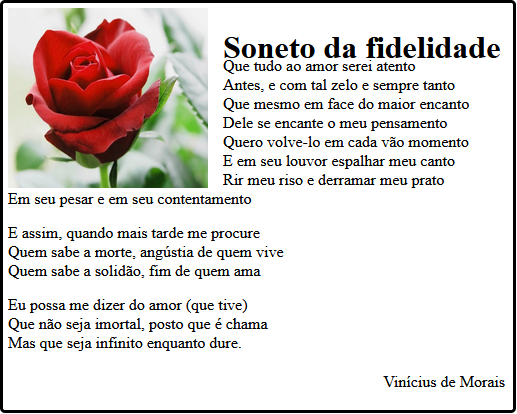 Soneto da fidelidade
Que tudo ao amor serei atento
Antes, e com tal zelo e sempre tanto
Que mesmo em face do maior encanto
Dele se encante o meu pensamento
Quero volve-lo em cada vão momento
E em seu louvor espalhar meu canto
Rir meu riso e derramar meu prato
Em seu pesar e em seu contentamento
E assim, quando mais tarde me procure
Quem sabe a morte, angústia de quem vive
Quem sabe a solidão, fim de quem ama
Eu possa me dizer do amor (que tive)
Que não seja imortal, posto que é chama
Mas que seja infinito enquanto dure.
Vinícius de Morais